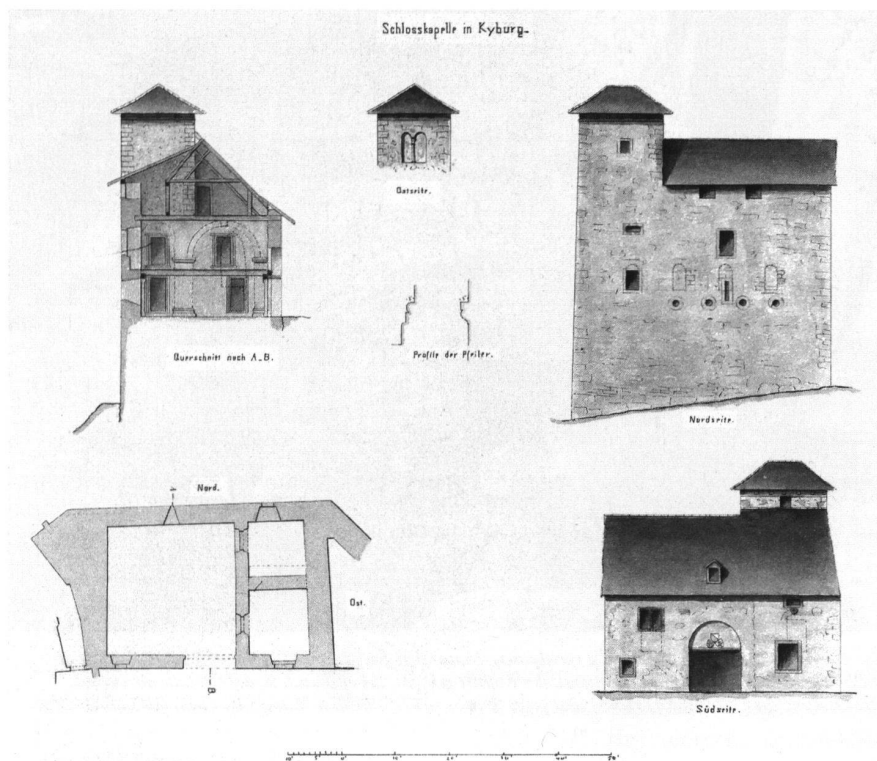 Schlosskapelle in Kyburg.
Ostseite.
Querschnitt nach A-B.
Profile der Pfeiler.
Nordseite.
Nord.
A
Ost.
B
Südseite.